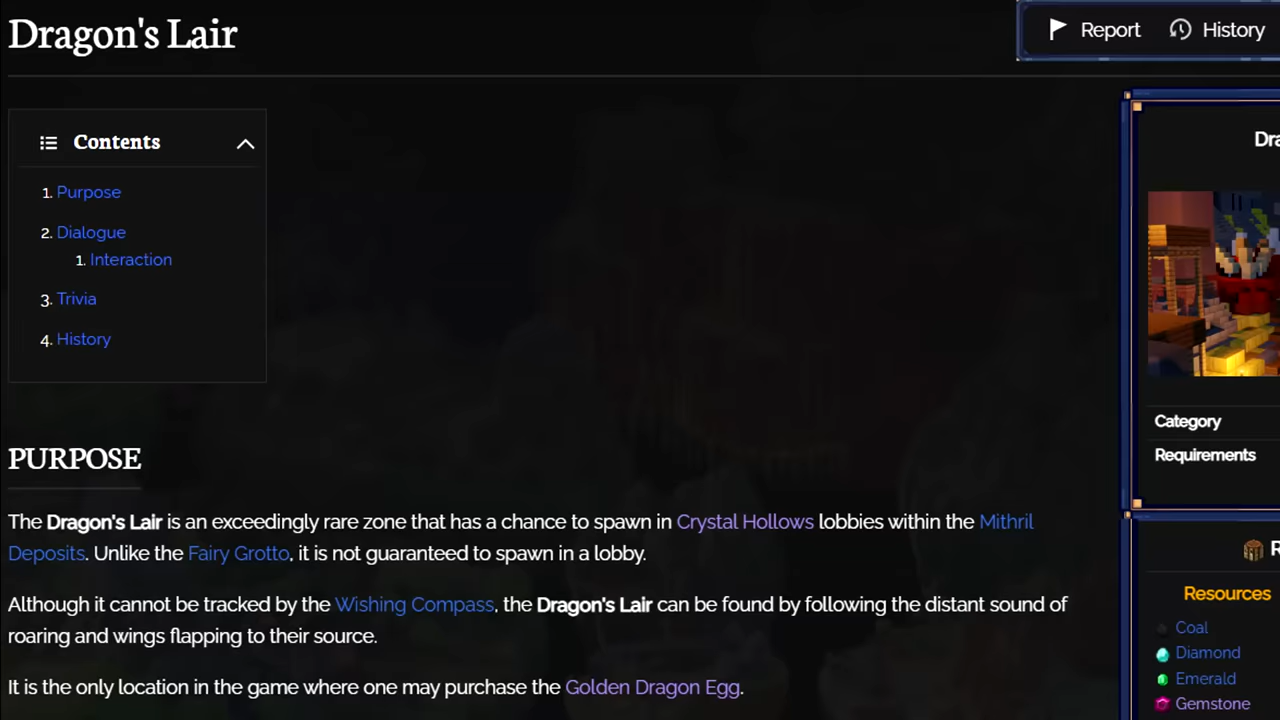 Dragon's Lair
Report
History
Contents
1. Purpose
2. Dialogue
1. Interaction
3. Trivia
4. History
PURPOSE
The Dragon's Lair is an exceedingly rare zone that has a chance to spawn in Crystal Hollows lobbies within the Mithril
Deposits. Unlike the Fairy Grotto, it is not guaranteed to spawn in a lobby.
Although it cannot be tracked by the Wishing Compass, the Dragon's Lair can be found by following the distant sound of
roaring and wings flapping to their source.
It is the only location in the game where one may purchase the Golden Dragon Egg.
Category
Requirements
Resources
Coal
Diamond
Emerald
Gemstone